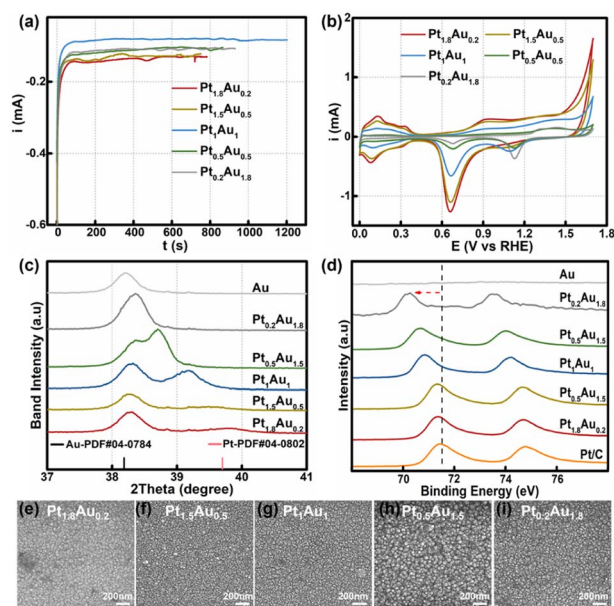 (a)
i (mA)
-0.2
-0.4
-0.6
Pt1.8Au0.2
Pt1.5Au0.5
Pt1Au1
Pt0.5Au0.5
Pt0.2Au1.8
0 200 400 600 800 1000 1200
t (s)
(b)
i (mA)
2
1
0
-1
Pt1.8Au0.2 Pt1.5Au0.5
Pt1Au1 Pt0.5Au0.5
Pt0.2Au1.8
0.0 0.3 0.6 0.9 1.2 1.5 1.8
E (V vs RHE)
(c)
Band Intensity (a.u)
Au
Pt0.2Au1.8
Pt0.5Au1.5
Pt1Au1
Pt1.5Au0.5
Pt1.8Au0.2
Au-PDF#04-0784 Pt-PDF#04-0802
37 38 39 40 41
2Theta (degree)
(d)
Intensity (a.u)
Au
Pt0.2Au1.8
Pt0.5Au1.5
Pt1Au1
Pt0.5Au1.5
Pt1.8Au0.2
Pt/C
70 72 74 76
Binding Energy (eV)
(e) Pt1.8Au0.2 (f) Pt1.5Au0.5 (g) Pt1Au1 (h) Pt0.5Au1.5 (i) Pt0.2Au1.8
200nm 200nm 200nm 200nm 200nm